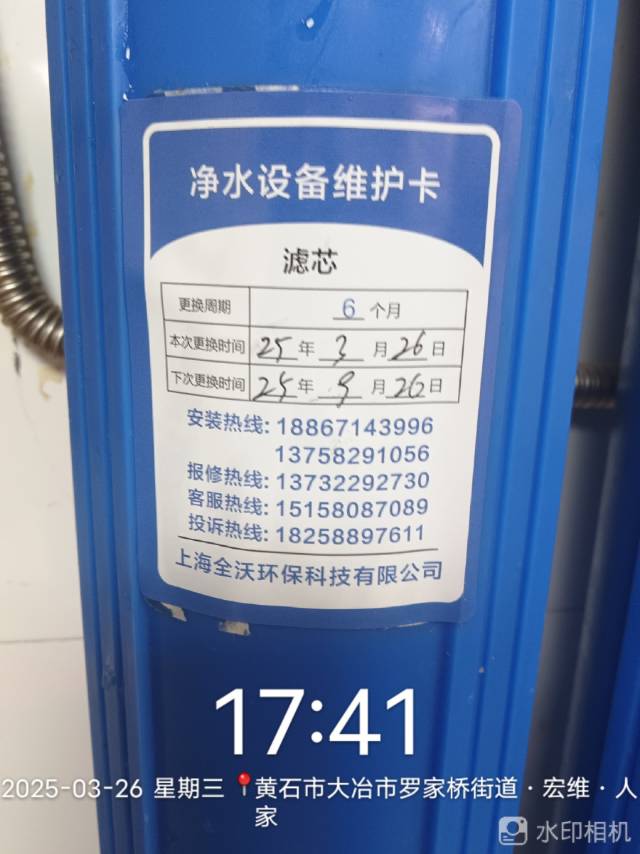 净水设备维护卡
滤芯
更换周期 6 个月
本次更换时间 25 年 3 月 26 日
下次更换时间 25 年 9 月 26 日
安装热线: 18867143996
13758291056
报修热线: 13732292730
客服热线: 15158087089
投诉热线: 18258897611
上海全沃环保科技有限公司
17:41
2025-03-26 星期三 黄石市大冶市罗家桥街道·宏维·人
家
水印相机